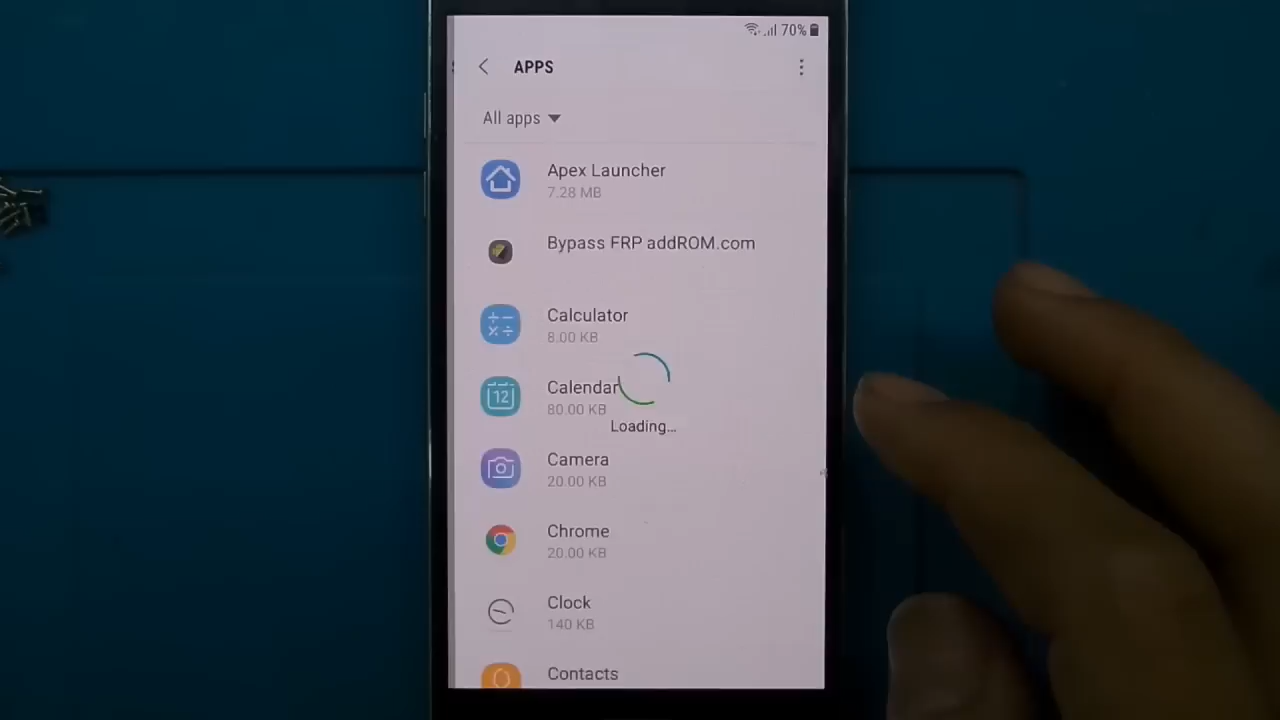 70%
APPS
All apps
Apex Launcher
7.28 MB
Bypass FRP addROM.com
Calculator
8.00 KB
12
Calendar
80.00 KB
Loading...
Camera
20.00 KB
Chrome
20.00 KB
Clock
140 KB
Contacts